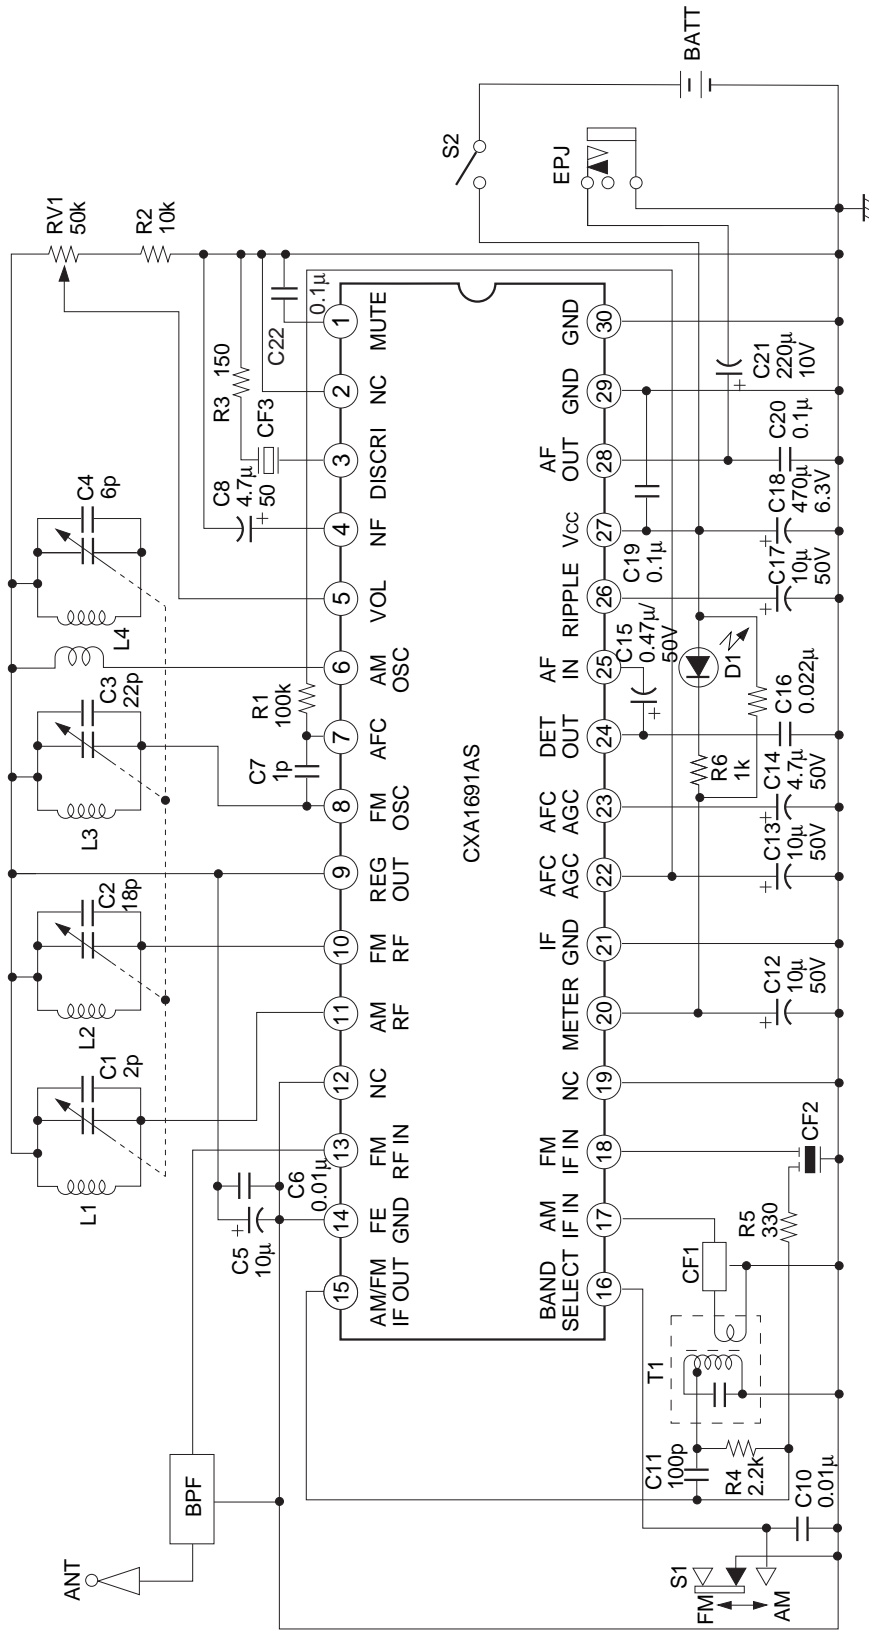 ANT
BPF
L1
C1
2p
L2
C2
18p
L3
C3
22p
L4
C4
6p
RV1
50k
R2
10k
C5
10μ
C6
0.01μ
C7
1p
R1
100k
C8
4.7μ
50
R3
150
CF3
C22
0.1μ
S2
BATT
EPJ
15
14
13
12
11
10
9
8
7
6
5
4
3
2
1
AM/FM
IF OUT
FE
GND
FM
RF IN
NC
AM
RF
FM
RF
REG
OUT
FM
OSC
AFC
AM
OSC
VOL
NF
DISCRI
NC
MUTE
CXA1691AS
BAND
SELECT
AM
IF IN
FM
IF IN
NC
METER
IF
GND
AFC
AGC
AFC
AGC
DET
OUT
AF
IN
RIPPLE
Vcc
AF
OUT
GND
GND
16
17
18
19
20
21
22
23
24
25
26
27
28
29
30
S1
FM
AM
C10
0.01μ
C11
100p
R4
2.2k
T1
CF1
R5
330
CF2
C12
10μ
50V
C13
10μ
50V
C14
4.7μ
50V
R6
1k
C16
0.022μ
D1
C15
0.47μ/
50V
C17
10μ
50V
C19
0.1μ
C18
470μ
6.3V
C20
0.1μ
C21
220μ
10V